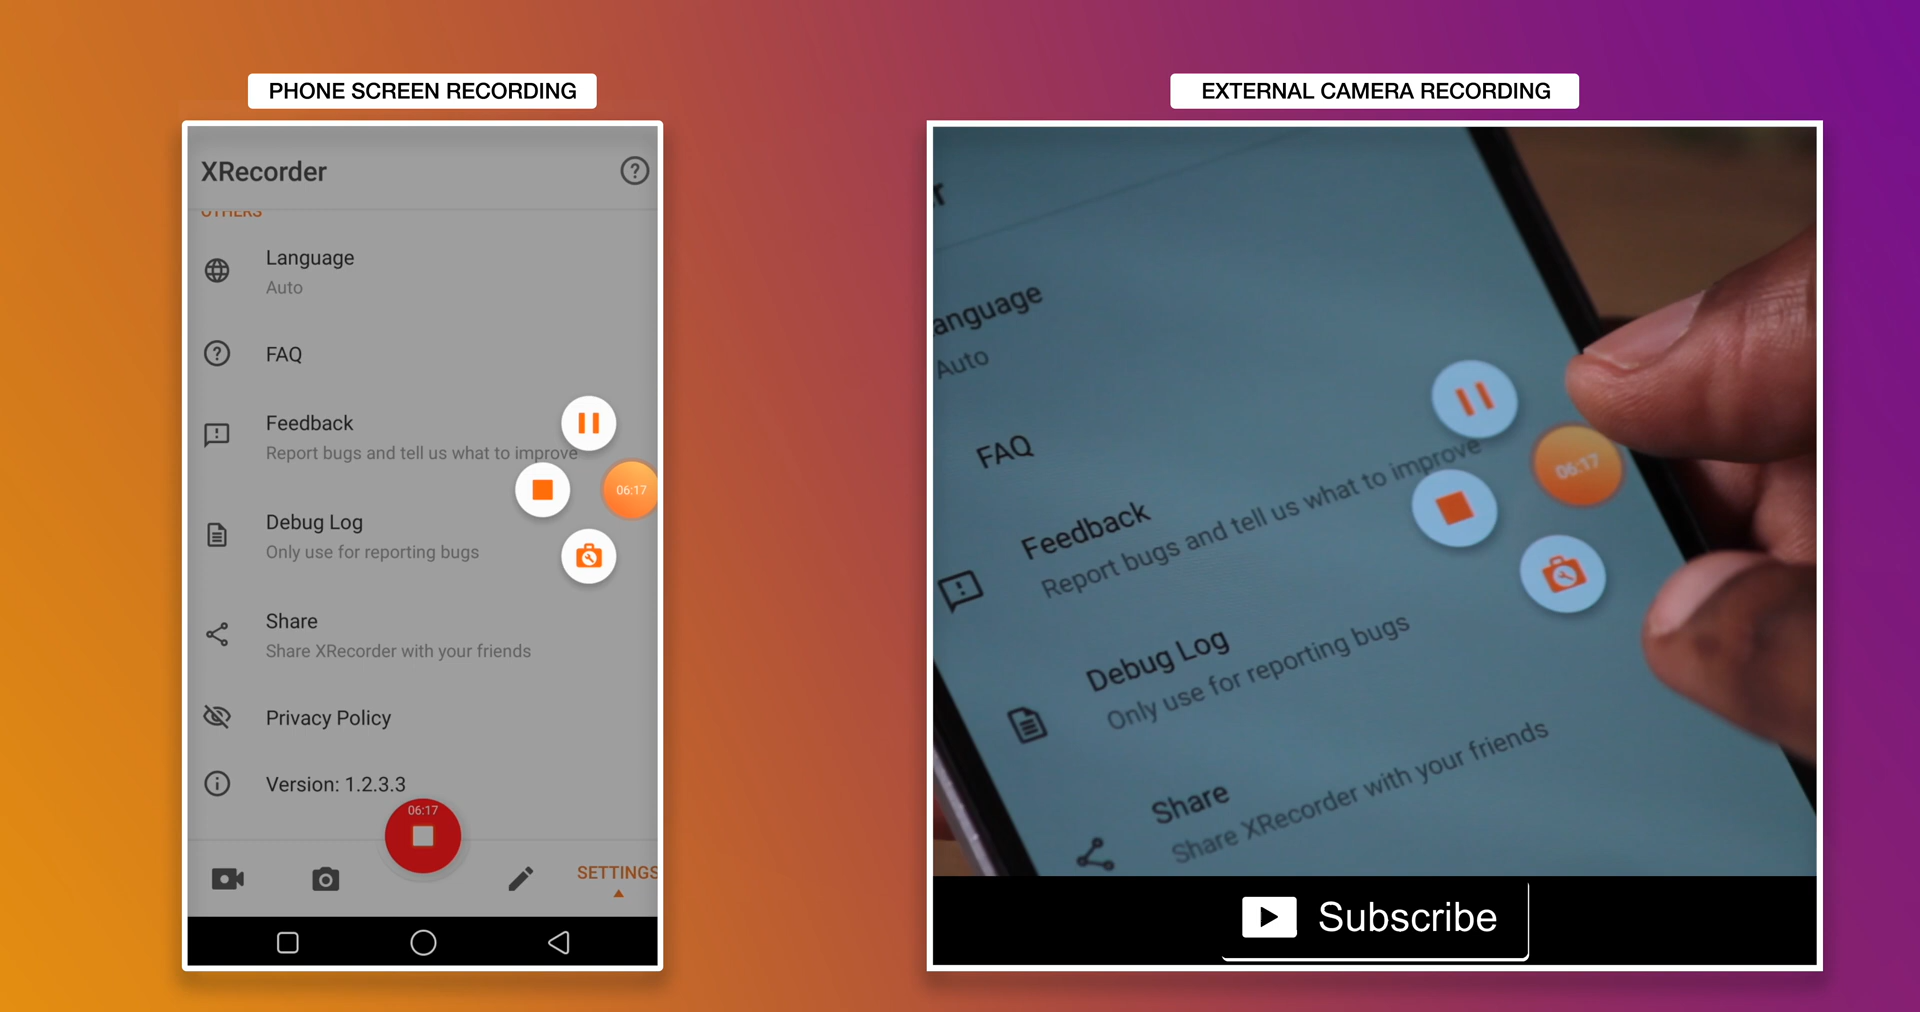 PHONE SCREEN RECORDING
XRecorder
OTHERS
Language
Auto
FAQ
Feedback
Report bugs and tell us what to improve
06:17
Debug Log
Only use for reporting bugs
Share
Share XRecorder with your friends
Privacy Policy
Version: 1.2.3.3
06:17
SETTINGS
EXTERNAL CAMERA RECORDING
r
anguage
Auto
FAQ
Feedback
Report bugs and tell us what to improve
06:17
Debug Log
Only use for reporting bugs
Share
Share XRecorder with your friends
Subscribe